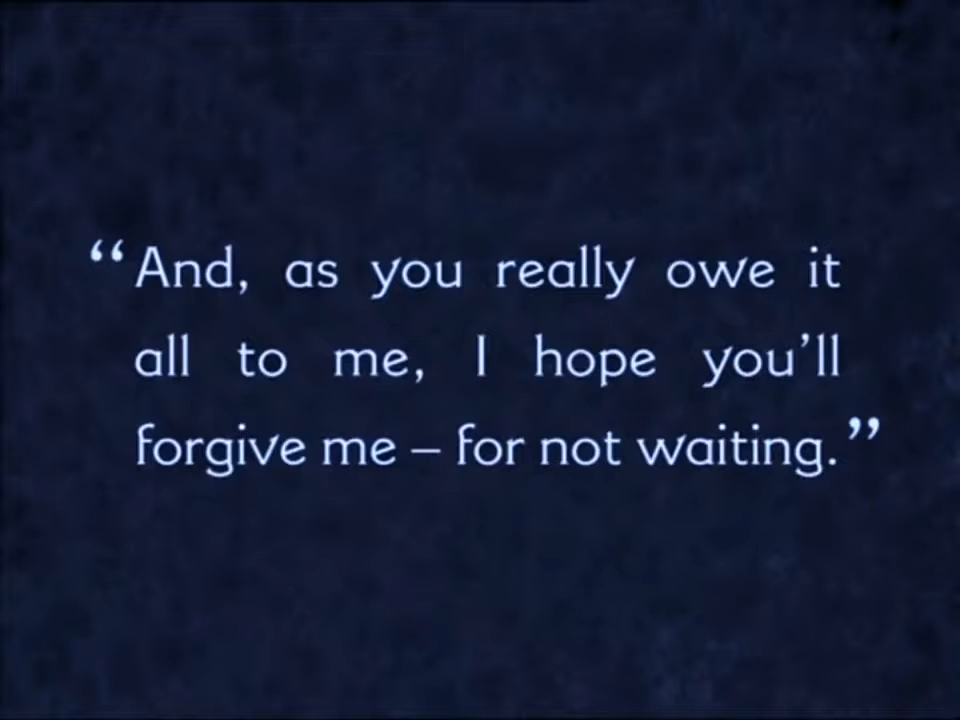 “And, as you really owe it
all to me, I hope you’ll
forgive me – for not waiting.”